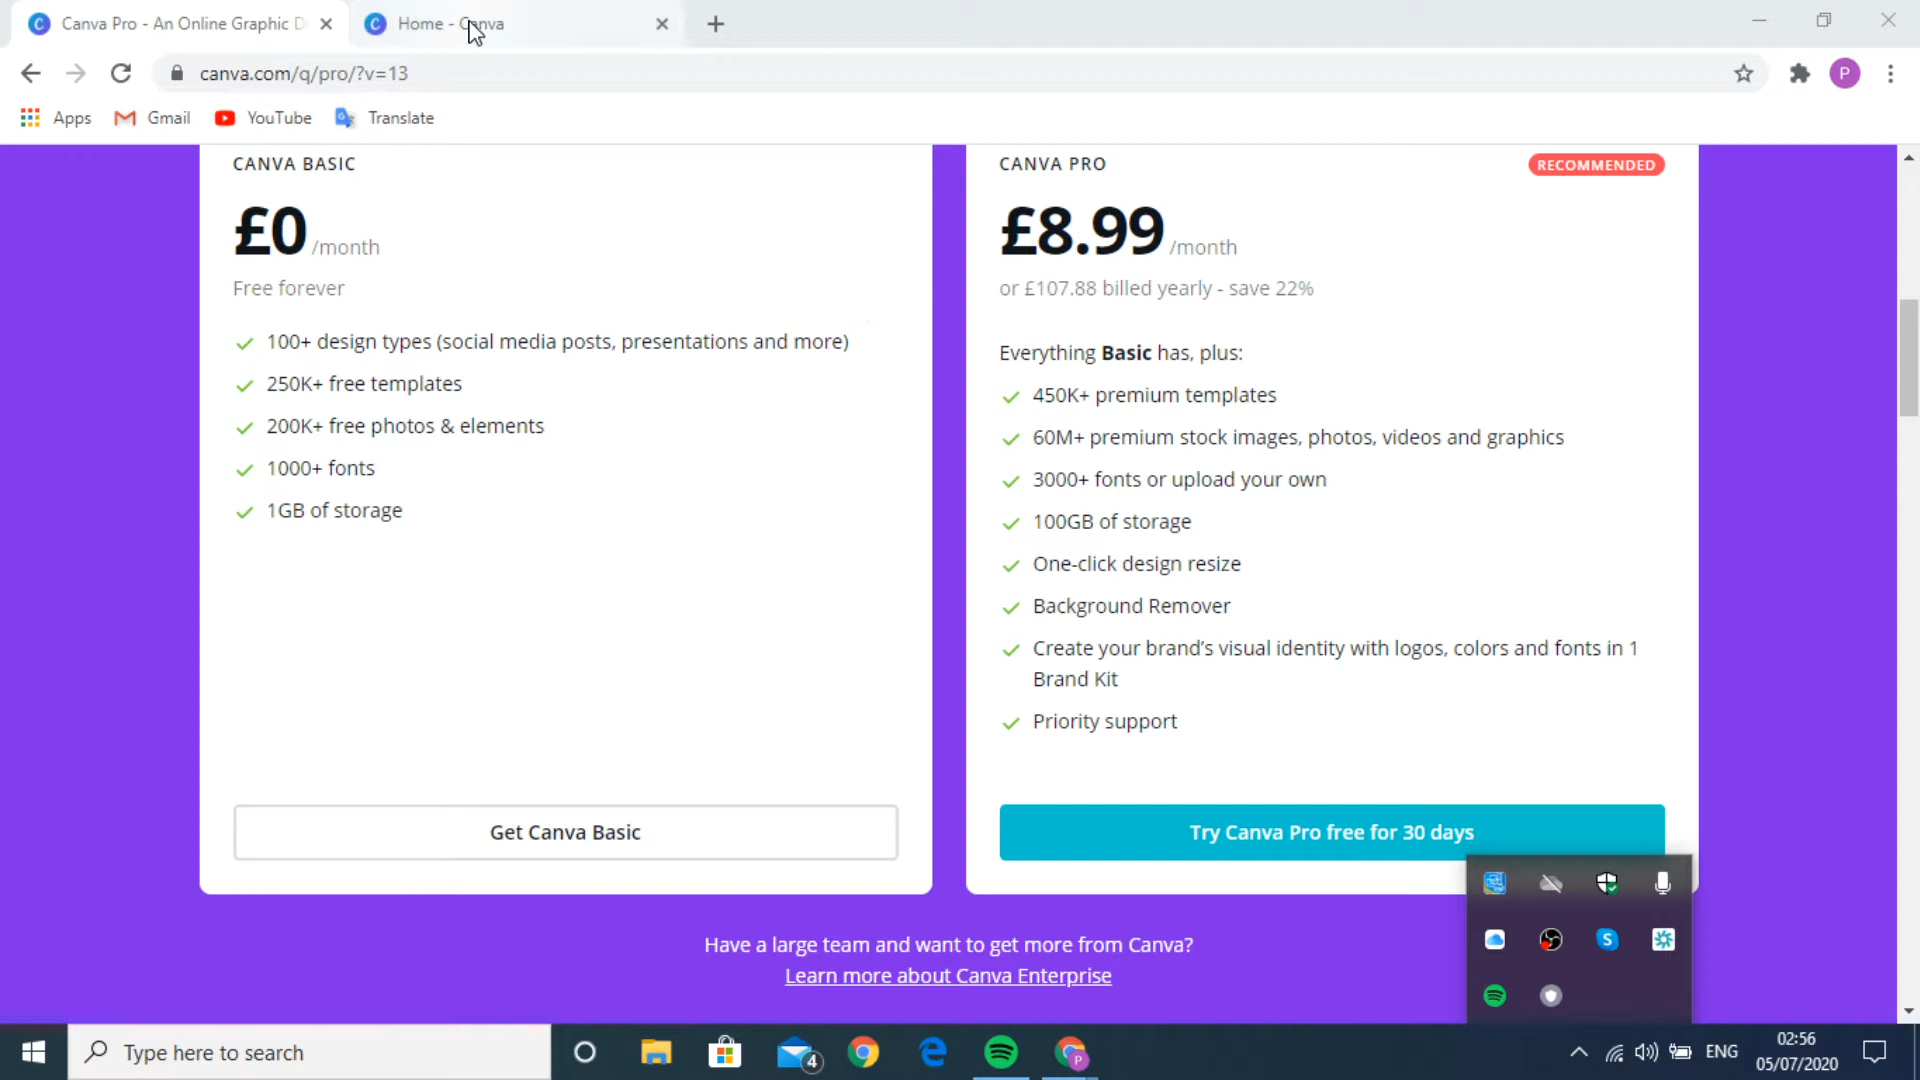 Canva Pro - An Online Graphic D
Home - Canva
canva.com/q/pro/?v=13
P
Apps
Gmail
YouTube
Translate
CANVA BASIC
£0 /month
Free forever
100+ design types (social media posts, presentations and more)
250K+ free templates
200K+ free photos & elements
1000+ fonts
1GB of storage
Get Canva Basic
CANVA PRO
RECOMMENDED
£8.99 /month
or £107.88 billed yearly - save 22%
Everything Basic has, plus:
450K+ premium templates
60M+ premium stock images, photos, videos and graphics
3000+ fonts or upload your own
100GB of storage
One-click design resize
Background Remover
Create your brand’s visual identity with logos, colors and fonts in 1
Brand Kit
Priority support
Try Canva Pro free for 30 days
Have a large team and want to get more from Canva?
Learn more about Canva Enterprise
Type here to search
4
ENG
02:56
05/07/2020